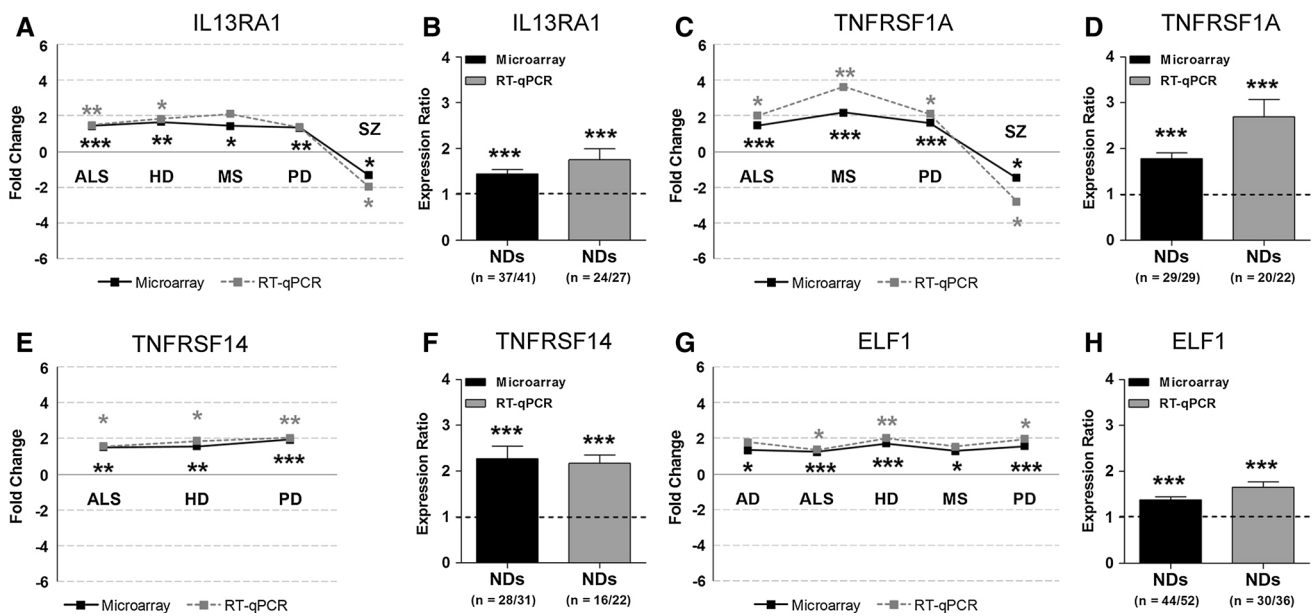 A IL13RA1
6
4
2
0
-2
-4
-6
Fold Change
** * SZ
*** ** * ** *
ALS HD MS PD
*
Microarray RT-qPCR
B IL13RA1
4
3
2
1
0
Expression Ratio
Microarray
RT-qPCR
*** ***
NDs NDs
(n = 37/41) (n = 24/27)
C TNFRSF1A
6
4
2
0
-2
-4
-6
Fold Change
* ** * SZ
*** *** *** *
ALS MS PD
*
Microarray RT-qPCR
D TNFRSF1A
4
3
2
1
0
Expression Ratio
Microarray
RT-qPCR
*** ***
NDs NDs
(n = 29/29) (n = 20/22)
E TNFRSF14
6
4
2
0
-2
-4
-6
Fold Change
* * **
** ** ***
ALS HD PD
Microarray RT-qPCR
F TNFRSF14
4
3
2
1
0
Expression Ratio
Microarray
RT-qPCR
*** ***
NDs NDs
(n = 28/31) (n = 16/22)
G ELF1
6
4
2
0
-2
-4
-6
Fold Change
* ** *
* *** *** * ***
AD ALS HD MS PD
Microarray RT-qPCR
H ELF1
4
3
2
1
0
Expression Ratio
Microarray
RT-qPCR
*** ***
NDs NDs
(n = 44/52) (n = 30/36)